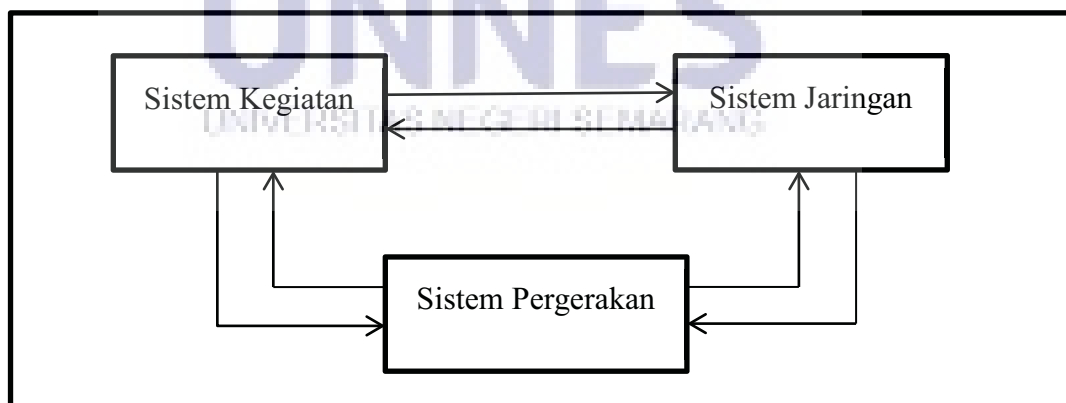 UNNES
UNIVERSITAS NEGERI SEMARANG
Sistem Kegiatan
Sistem Jaringan
Sistem Pergerakan